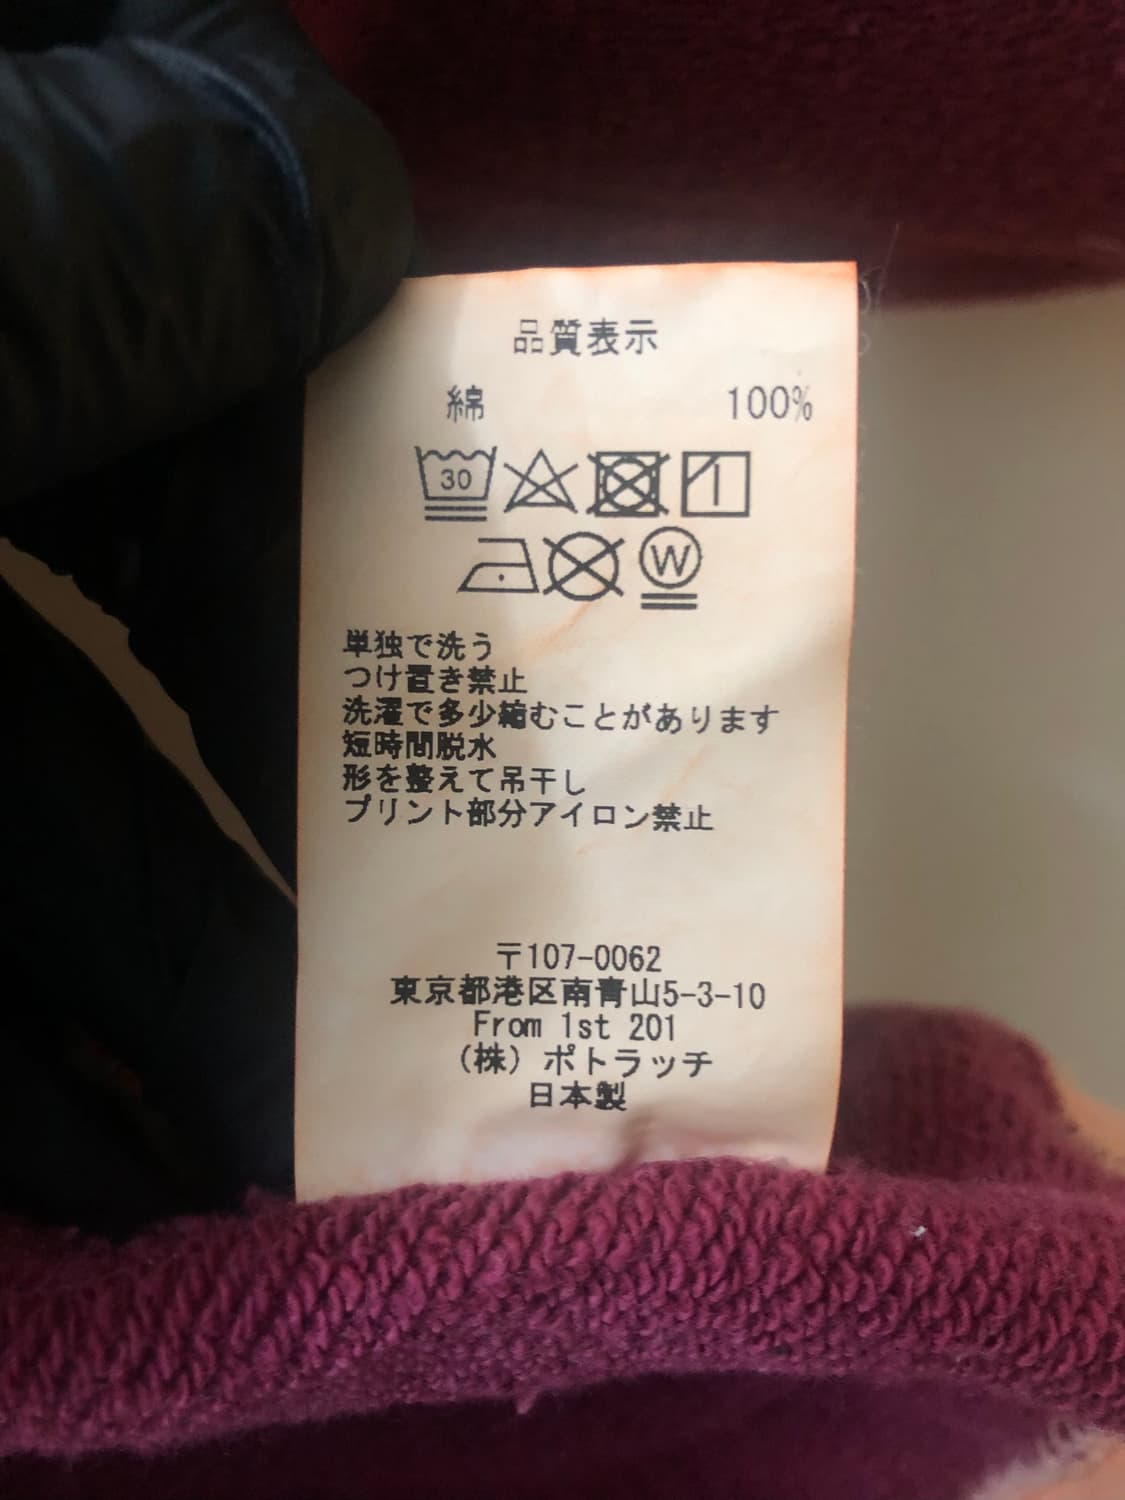 品質表示
綿 100%
30
W
単独で洗う
つけ置き禁止
洗濯で多少縮むことがあります
短時間脱水
形を整えて吊干し
プリント部分アイロン禁止
〒107-0062
東京都港区南青山5-3-10
From 1st 201
(株) ポトラッチ
日本製